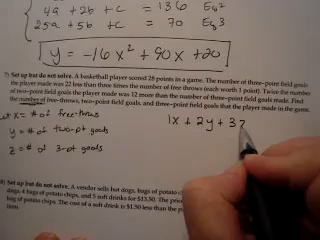 4a + 2b + c = 136 Eq 2
25a + 5b + c = 70 Eq 3
y = -16x² + 90x + 20
7) Set up but do not solve. A basketball player scored 28 points in a game. The number of three-point field goals
the player made was 22 less than three times the number of free throws (each worth 1 point). Twice the number
of two-point field goals the player made was 12 more than the number of three-point field goals made. Find
the number of free-throws, two-point field goals, and three-point field goals that the player made in the game.
let x = # of free-throws
y = # of two-pt goals
z = # of 3-pt goals
1x + 2y + 3z
8) Set up but do not solve. A vendor sells hot dogs, bags of potato
dogs, 4 bags of potato chips, and 5 soft drinks for $13.50. The price
bag of potato chips. The cost of a soft drink is $1.50 less than the